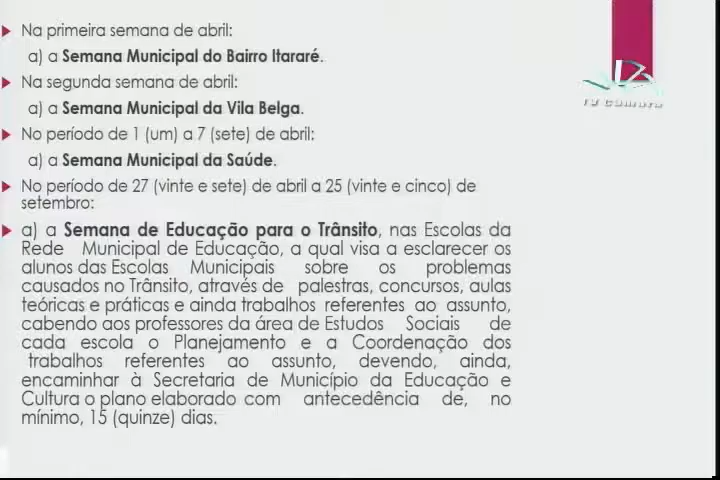 Na primeira semana de abril:
a) a Semana Municipal do Bairro Itararé.
Na segunda semana de abril:
a) a Semana Municipal da Vila Belga.
No período de 1 (um) a 7 (sete) de abril:
a) a Semana Municipal da Saúde.
No período de 27 (vinte e sete) de abril a 25 (vinte e cinco) de
setembro:
a) a Semana de Educação para o Trânsito, nas Escolas da
Rede Municipal de Educação, a qual visa a esclarecer os
alunos das Escolas Municipais sobre os problemas
causados no Trânsito, através de palestras, concursos, aulas
teóricas e práticas e ainda trabalhos referentes ao assunto,
cabendo aos professores da área de Estudos Sociais de
cada escola o Planejamento e a Coordenação dos
trabalhos referentes ao assunto, devendo, ainda,
encaminhar à Secretaria de Município da Educação e
Cultura o plano elaborado com antecedência de, no
mínimo, 15 (quinze) dias.
TV Câmara